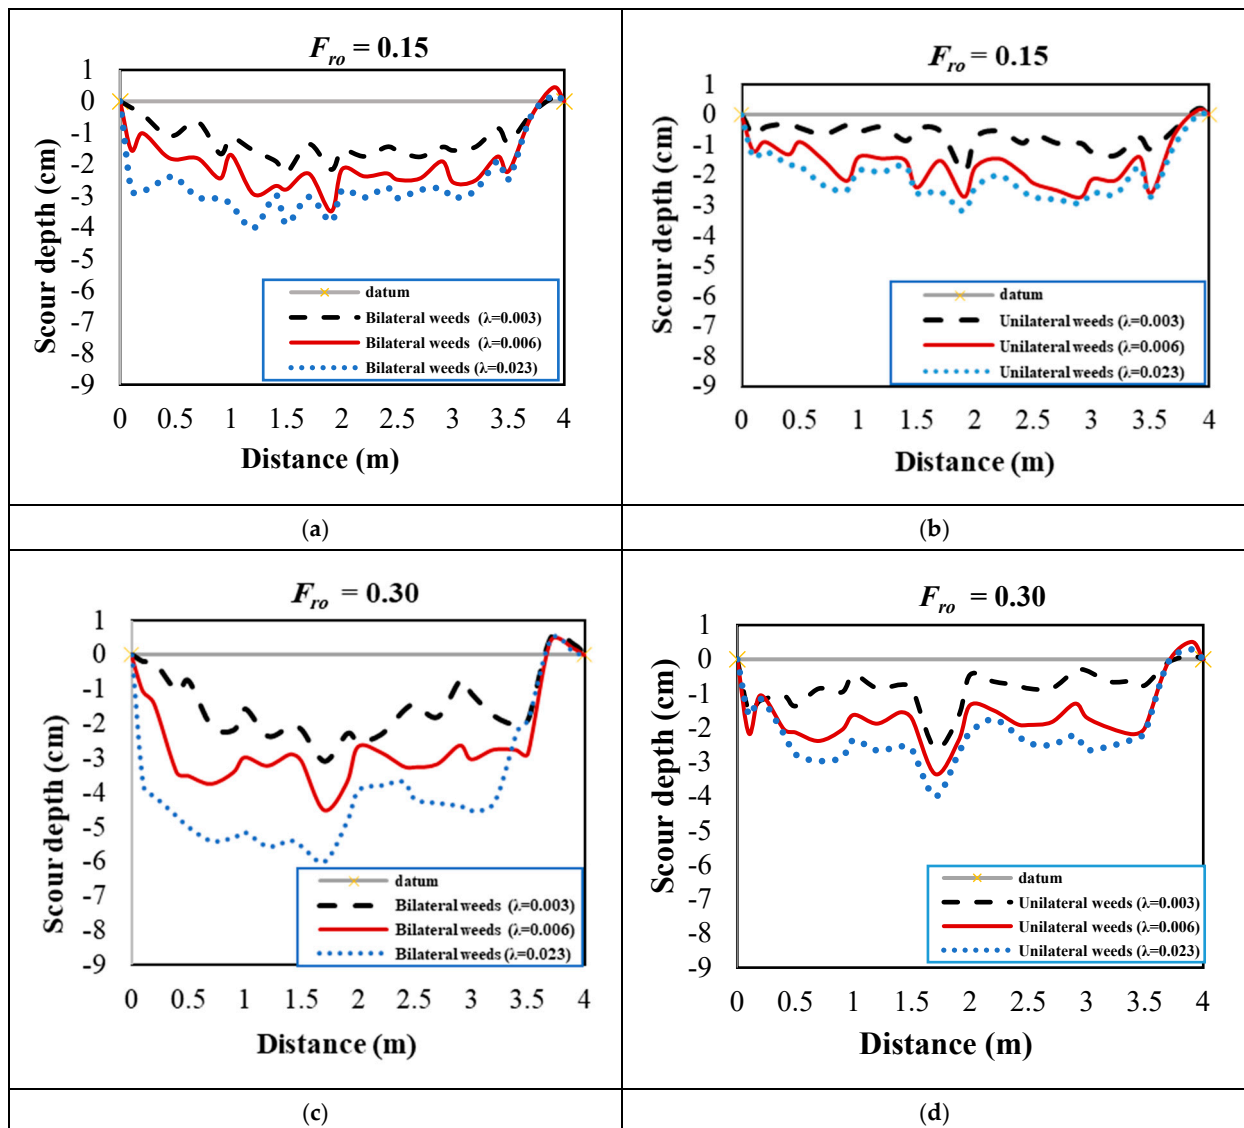 F_ro = 0.15
1
0
-1
-2
-3
-4
-5
-6
-7
-8
-9
Scour depth (cm)
datum
Bilateral weeds (λ=0.003)
Bilateral weeds (λ=0.006)
Bilateral weeds (λ=0.023)
0 0.5 1 1.5 2 2.5 3 3.5 4
Distance (m)
(a)
F_ro = 0.15
1
0
-1
-2
-3
-4
-5
-6
-7
-8
-9
Scour depth (cm)
datum
Unilateral weeds (λ=0.003)
Unilateral weeds (λ=0.006)
Unilateral weeds (λ=0.023)
0 0.5 1 1.5 2 2.5 3 3.5 4
Distance (m)
(b)
F_ro = 0.30
1
0
-1
-2
-3
-4
-5
-6
-7
-8
-9
Scour depth (cm)
datum
Bilateral weeds (λ=0.003)
Bilateral weeds (λ=0.006)
Bilateral weeds (λ=0.023)
0 0.5 1 1.5 2 2.5 3 3.5 4
Distance (m)
(c)
F_ro = 0.30
1
0
-1
-2
-3
-4
-5
-6
-7
-8
-9
Scour depth (cm)
datum
Unilateral weeds (λ=0.003)
Unilateral weeds (λ=0.006)
Unilateral weeds (λ=0.023)
0 0.5 1 1.5 2 2.5 3 3.5 4
Distance (m)
(d)